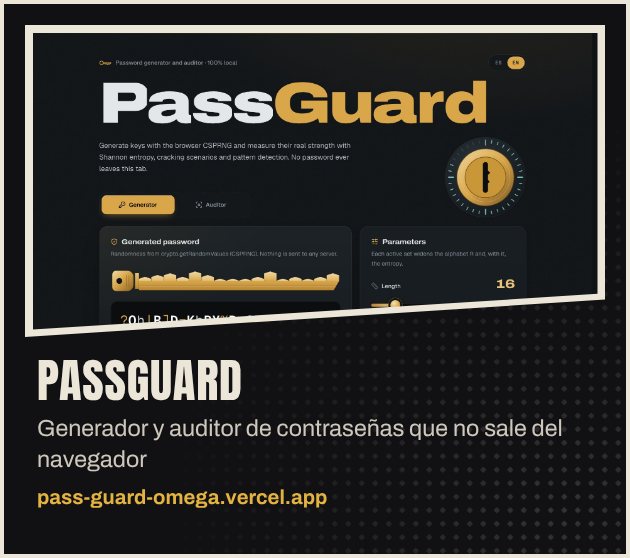 Password generator and auditor · 100% local
ES EN
PassGuard
Generate keys with the browser CSPRNG and measure their real strength with
Shannon entropy, cracking scenarios and pattern detection. No password ever
leaves this tab.
Generator Auditor
Generated password
Randomness from crypto.getRandomValues (CSPRNG). Nothing is sent to any server.
Parameters
Each active set widens the alphabet R and, with it,
the entropy.
Length 16
PASSGUARD
Generador y auditor de contraseñas que no sale del
navegador
pass-guard-omega.vercel.app